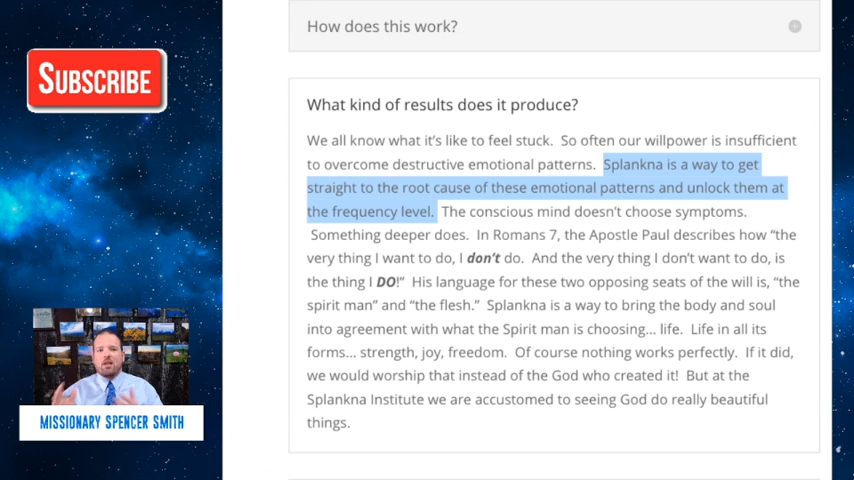 SUBSCRIBE
MISSIONARY SPENCER SMITH
How does this work?
What kind of results does it produce?
We all know what it's like to feel stuck. So often our willpower is insufficient
to overcome destructive emotional patterns. Splankna is a way to get
straight to the root cause of these emotional patterns and unlock them at
the frequency level. The conscious mind doesn't choose symptoms.
Something deeper does. In Romans 7, the Apostle Paul describes how "the
very thing I want to do, I don't do. And the very thing I don't want to do, is
the thing I DO!" His language for these two opposing seats of the will is, "the
spirit man" and "the flesh." Splankna is a way to bring the body and soul
into agreement with what the Spirit man is choosing... life. Life in all its
forms... strength, joy, freedom. Of course nothing works perfectly. If it did,
we would worship that instead of the God who created it! But at the
Splankna Institute we are accustomed to seeing God do really beautiful
things.